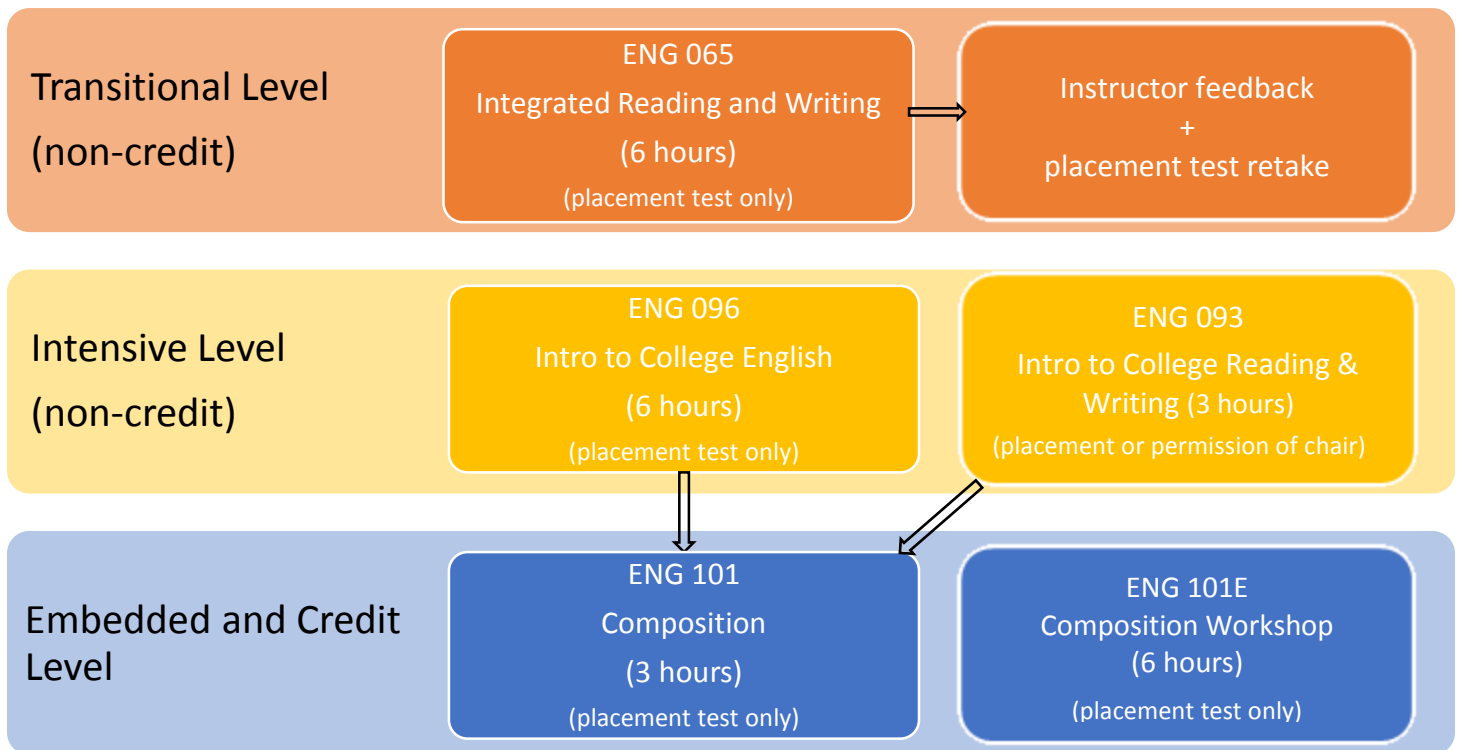 Transitional Level
(non-credit)
ENG 065
Integrated Reading and Writing
(6 hours)
(placement test only)
Instructor feedback
+
placement test retake
Intensive Level
(non-credit)
ENG 096
Intro to College English
(6 hours)
(placement test only)
ENG 093
Intro to College Reading &
Writing (3 hours)
(placement or permission of chair)
Embedded and Credit
Level
ENG 101
Composition
(3 hours)
(placement test only)
ENG 101E
Composition Workshop
(6 hours)
(placement test only)